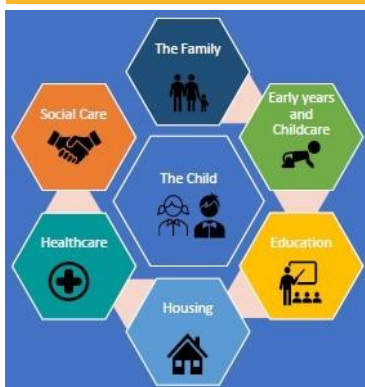 The Family
Early years
and
Childcare
Social Care
The Child
Healthcare
Education
Housing